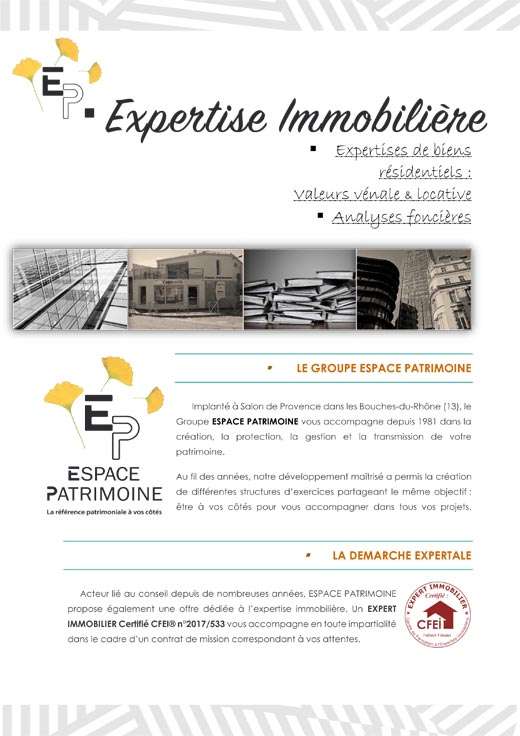 EP
Expertise Immobilière
Expertises de biens
résidentiels :
Valeurs vénale & locative
Analyses foncières
LE GROUPE ESPACE PATRIMOINE
EP
ESPACE
PATRIMOINE
La référence patrimoniale à vos côtés
Implanté à Salon de Provence dans les Bouches-du-Rhône (13), le
Groupe ESPACE PATRIMOINE vous accompagne depuis 1981 dans la
création, la protection, la gestion et la transmission de votre
patrimoine.
Au fil des années, notre développement maîtrisé a permis la création
de différentes structures d'exercices partageant le même objectif :
être à vos côtés pour vous accompagner dans tous vos projets.
LA DEMARCHE EXPERTALE
Acteur lié au conseil depuis de nombreuses années, ESPACE PATRIMOINE
propose également une offre dédiée à l'expertise immobilière. Un EXPERT
IMMOBILIER Certifié CFEI® n°2017/533 vous accompagne en toute impartialité
dans le cadre d'un contrat de mission correspondant à vos attentes.
EXPERT IMMOBILIER
Certifié :
CFEI